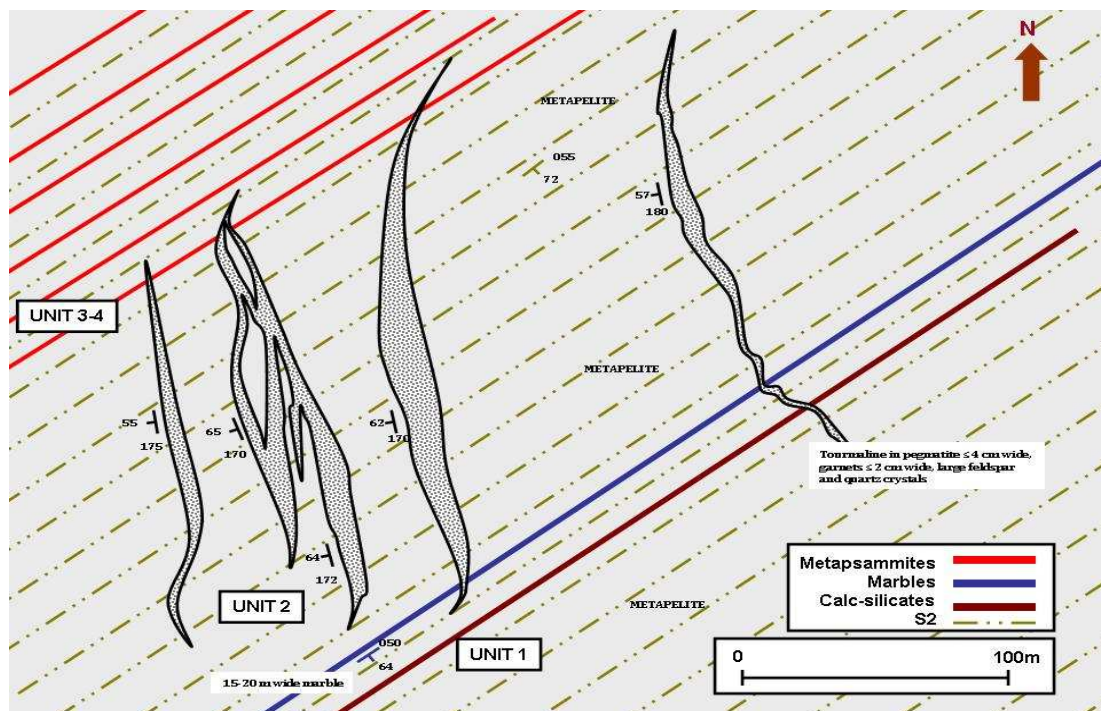 N
METAPELITE
055
72
57
180
UNIT 3-4
METAPELITE
55
175
65
170
62
170
Tourmaline in pegmatite ≤ 4 cm wide,
garnets ≤ 2 cm wide, large feldspar
and quartz crystals
64
172
UNIT 2
METAPELITE
050
64
UNIT 1
15-20 m wide marble
Metapsammites
Marbles
Calc-silicates
S2
0
100m